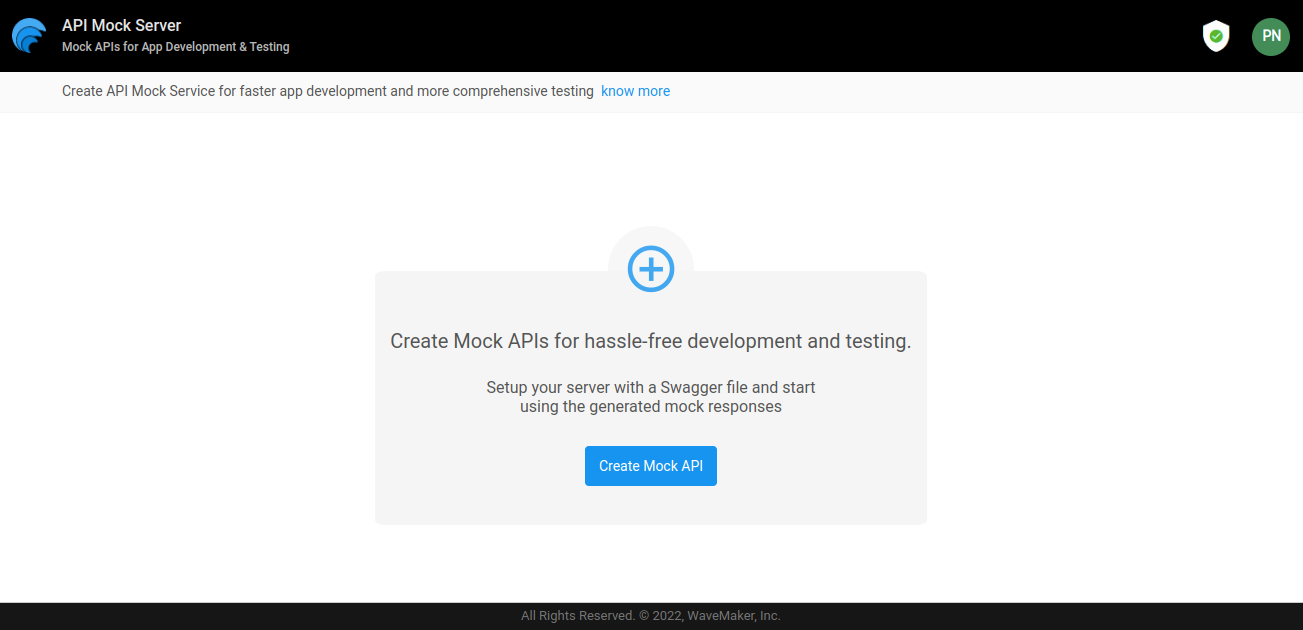 API Mock Server
Mock APIs for App Development & Testing
PN
Create API Mock Service for faster app development and more comprehensive testing know more
Create Mock APIs for hassle-free development and testing.
Setup your server with a Swagger file and start
using the generated mock responses
Create Mock API
All Rights Reserved. © 2022, WaveMaker, Inc.